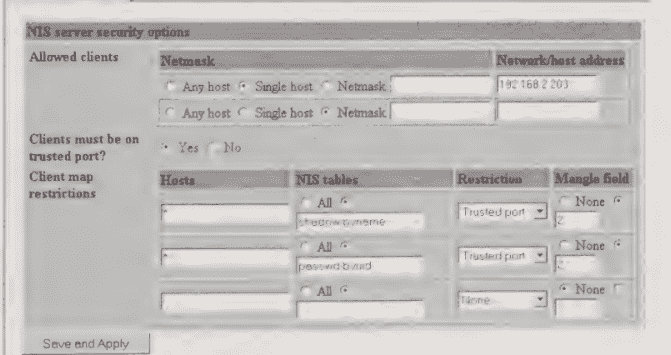 NIS server security options
Allowed clients
Netmask Network/host address
Any host Single host Netmask 192.168.2.203
Any host Single host Netmask
Clients must be on trusted port?
Yes No
Client map restrictions
Hosts NIS tables Restriction Mangle field
* All shadow.byname Trusted port None 2
* All passwd.byuid Trusted port None 2
All None None
Save and Apply